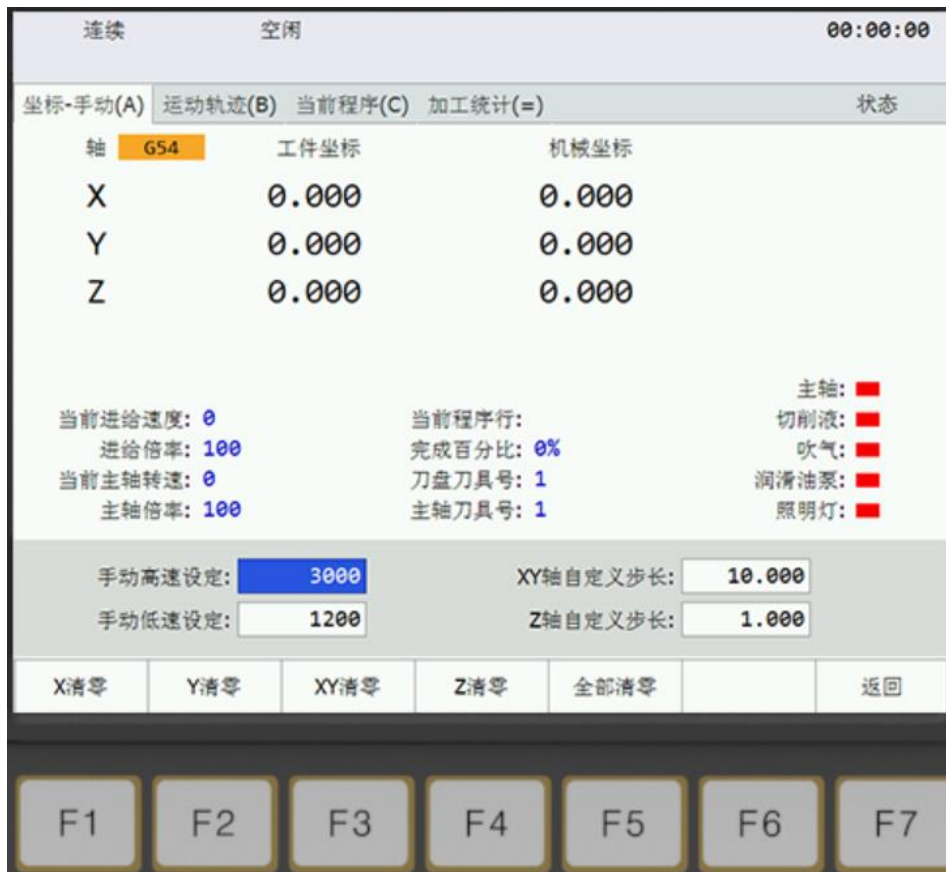 连续 空闲 00:00:00
坐标-手动(A) 运动轨迹(B) 当前程序(C) 加工统计(=) 状态
轴 G54 工件坐标 机械坐标
X 0.000 0.000
Y 0.000 0.000
Z 0.000 0.000
主轴:
当前进给速度: 0 当前程序行: 切削液:
进给倍率: 100 完成百分比: 0% 吹气:
当前主轴转速: 0 刀盘刀具号: 1 润滑油泵:
主轴倍率: 100 主轴刀具号: 1 照明灯:
手动高速设定: 3000 XY轴自定义步长: 10.000
手动低速设定: 1200 Z轴自定义步长: 1.000
X清零 Y清零 XY清零 Z清零 全部清零 返回
F1 F2 F3 F4 F5 F6 F7